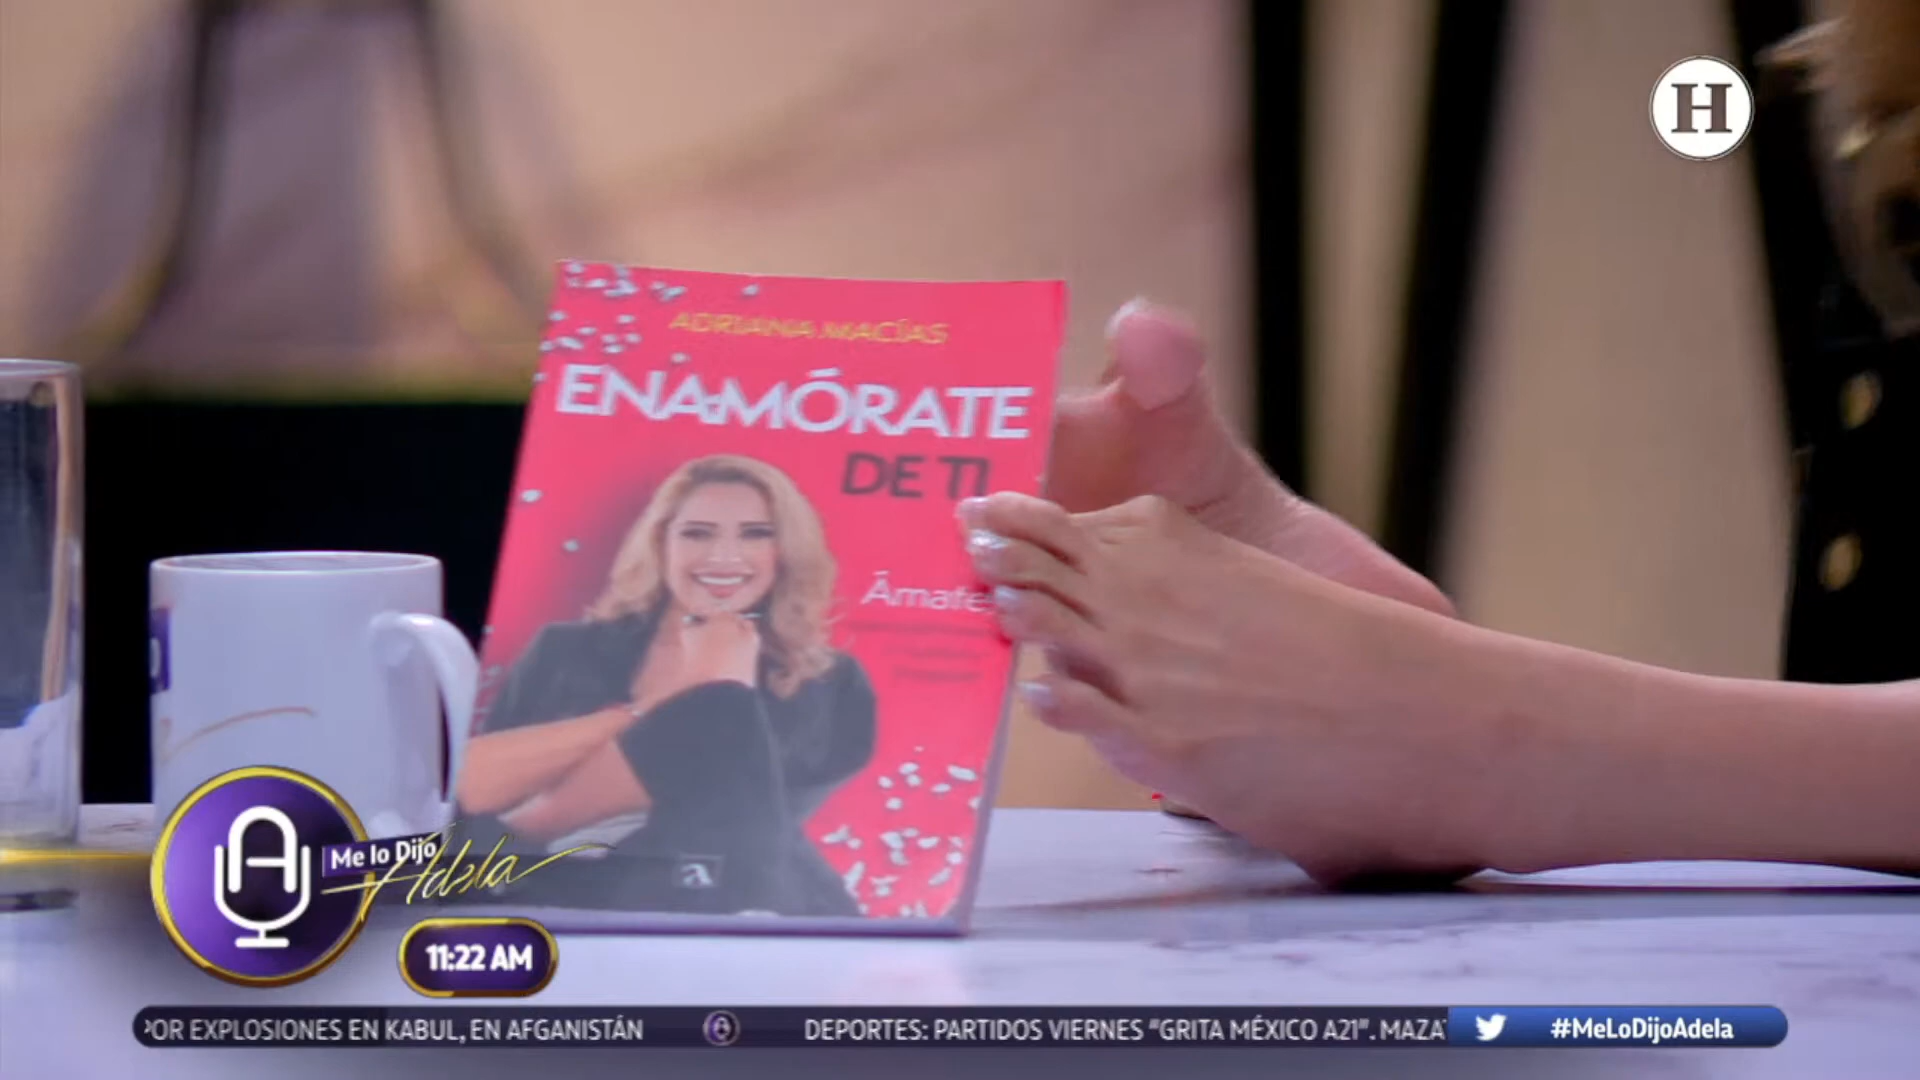 H
ADRIANA MACÍAS
ENAMÓRATE
DE TI
Ámate
a
Me lo Dijo
Adela
11:22 AM
POR EXPLOSIONES EN KABUL, EN AFGANISTÁN
DEPORTES: PARTIDOS VIERNES “GRITA MÉXICO A21”. MAZA
#MeLoDijoAdela